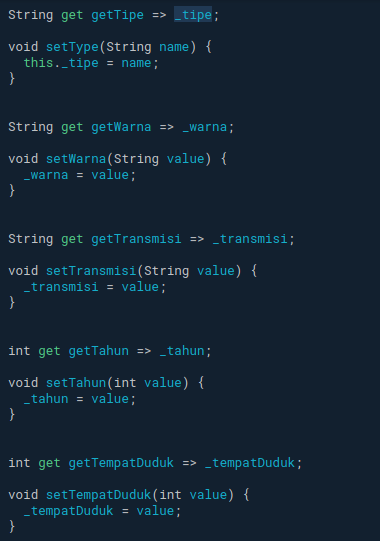 String get getTipe => _tipe;
void setType(String name) {
this._tipe = name;
}
String get getWarna => _warna;
void setWarna(String value) {
_warna = value;
}
String get getTransmisi => _transmisi;
void setTransmisi(String value) {
_transmisi = value;
}
int get getTahun => _tahun;
void setTahun(int value) {
_tahun = value;
}
int get getTempatDuduk => _tempatDuduk;
void setTempatDuduk(int value) {
_tempatDuduk = value;
}